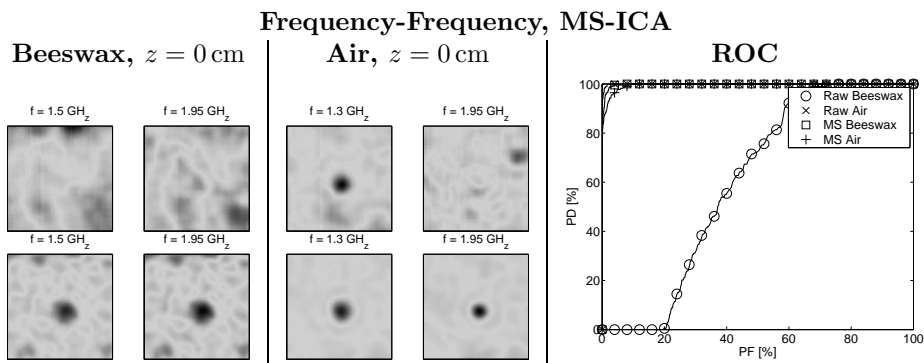 Frequency-Frequency, MS-ICA
Beeswax, z = 0 cm
Air, z = 0 cm
ROC
f = 1.5 GHz
f = 1.95 GHz
f = 1.3 GHz
f = 1.95 GHz
f = 1.5 GHz
f = 1.95 GHz
f = 1.3 GHz
f = 1.95 GHz
100
80
60
40
20
0
PD [%]
0
20
40
60
80
100
PF [%]
Raw Beeswax
Raw Air
MS Beeswax
MS Air